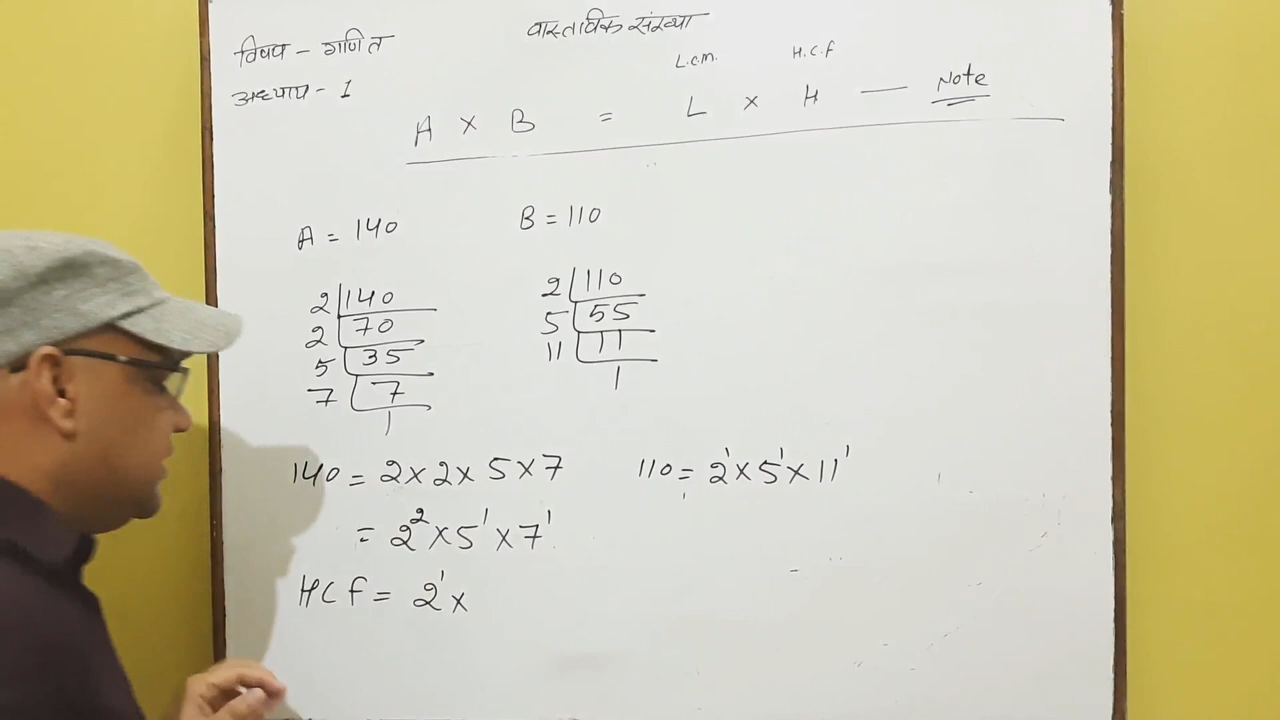 वास्तविक संख्या
विषय – गणित
अध्याय - 1
L.C.M. H.C.F
A × B = L × H — Note
A = 140 B = 110
2 | 140
2 | 70
5 | 35
7 | 7
1
2 | 110
5 | 55
11 | 11
1
140 = 2×2×5×7 110 = 2¹×5¹×11¹
= 2²×5¹×7¹
HCF = 2¹×